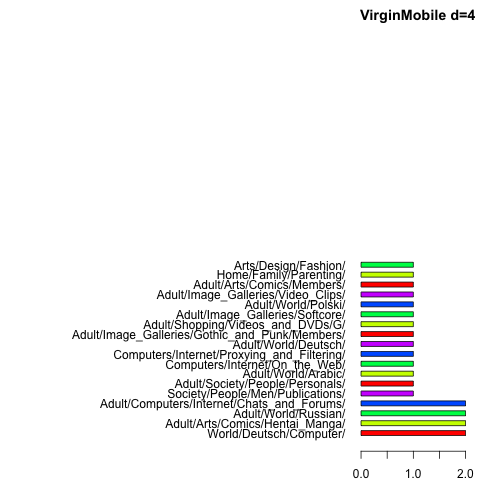 VirginMobile d=4
Arts/Design/Fashion/
Home/Family/Parenting/
Adult/Arts/Comics/Members/
Adult/Image_Galleries/Video_Clips/
Adult/World/Polski/
Adult/Image_Galleries/Softcore/
Adult/Shopping/Videos_and_DVDs/G/
Adult/Image_Galleries/Gothic_and_Punk/Members/
Adult/World/Deutsch/
Computers/Internet/Proxying_and_Filtering/
Computers/Internet/On_the_Web/
Adult/World/Arabic/
Adult/Society/People/Personals/
Society/People/Men/Publications/
Adult/Computers/Internet/Chats_and_Forums/
Adult/World/Russian/
Adult/Arts/Comics/Hentai_Manga/
World/Deutsch/Computer/
0.0 1.0 2.0